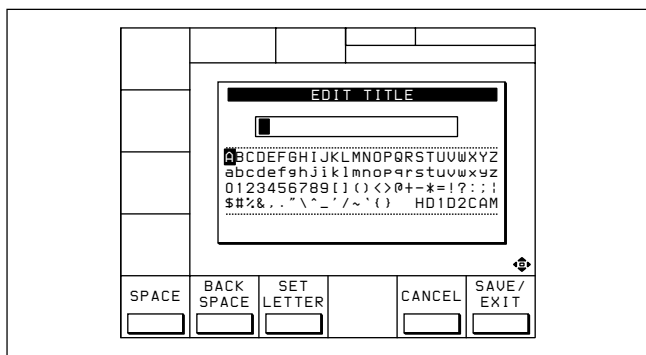 EDIT TITLE
ABCDEFGHIJKLMNOPQRSTUVWXYZ
abcdefghijklmnopqrstuvwxyz
0123456789[]()<>@+-*=!?:;¦
$#%&,."\^_'/~`{} HD1D2CAM
SPACE
BACK SPACE
SET LETTER
CANCEL
SAVE/ EXIT